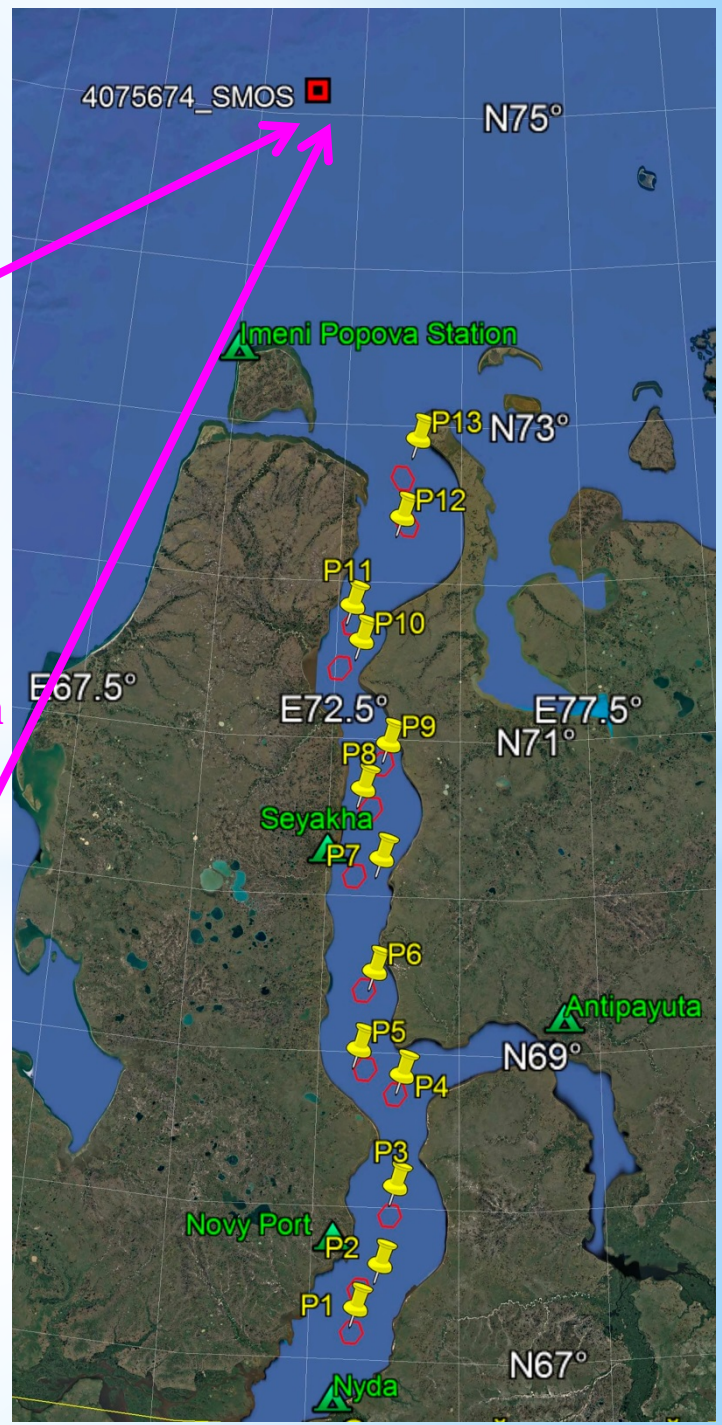 4075674_SMOS
N75°
Imeni Popova Station
P13
N73°
P12
P11
P10
E67.5°
E72.5°
E77.5°
P9
N71°
P8
Seyakha
P7
P6
Antipayuta
P5
N69°
P4
P3
Novy Port
P2
P1
N67°
Nyda